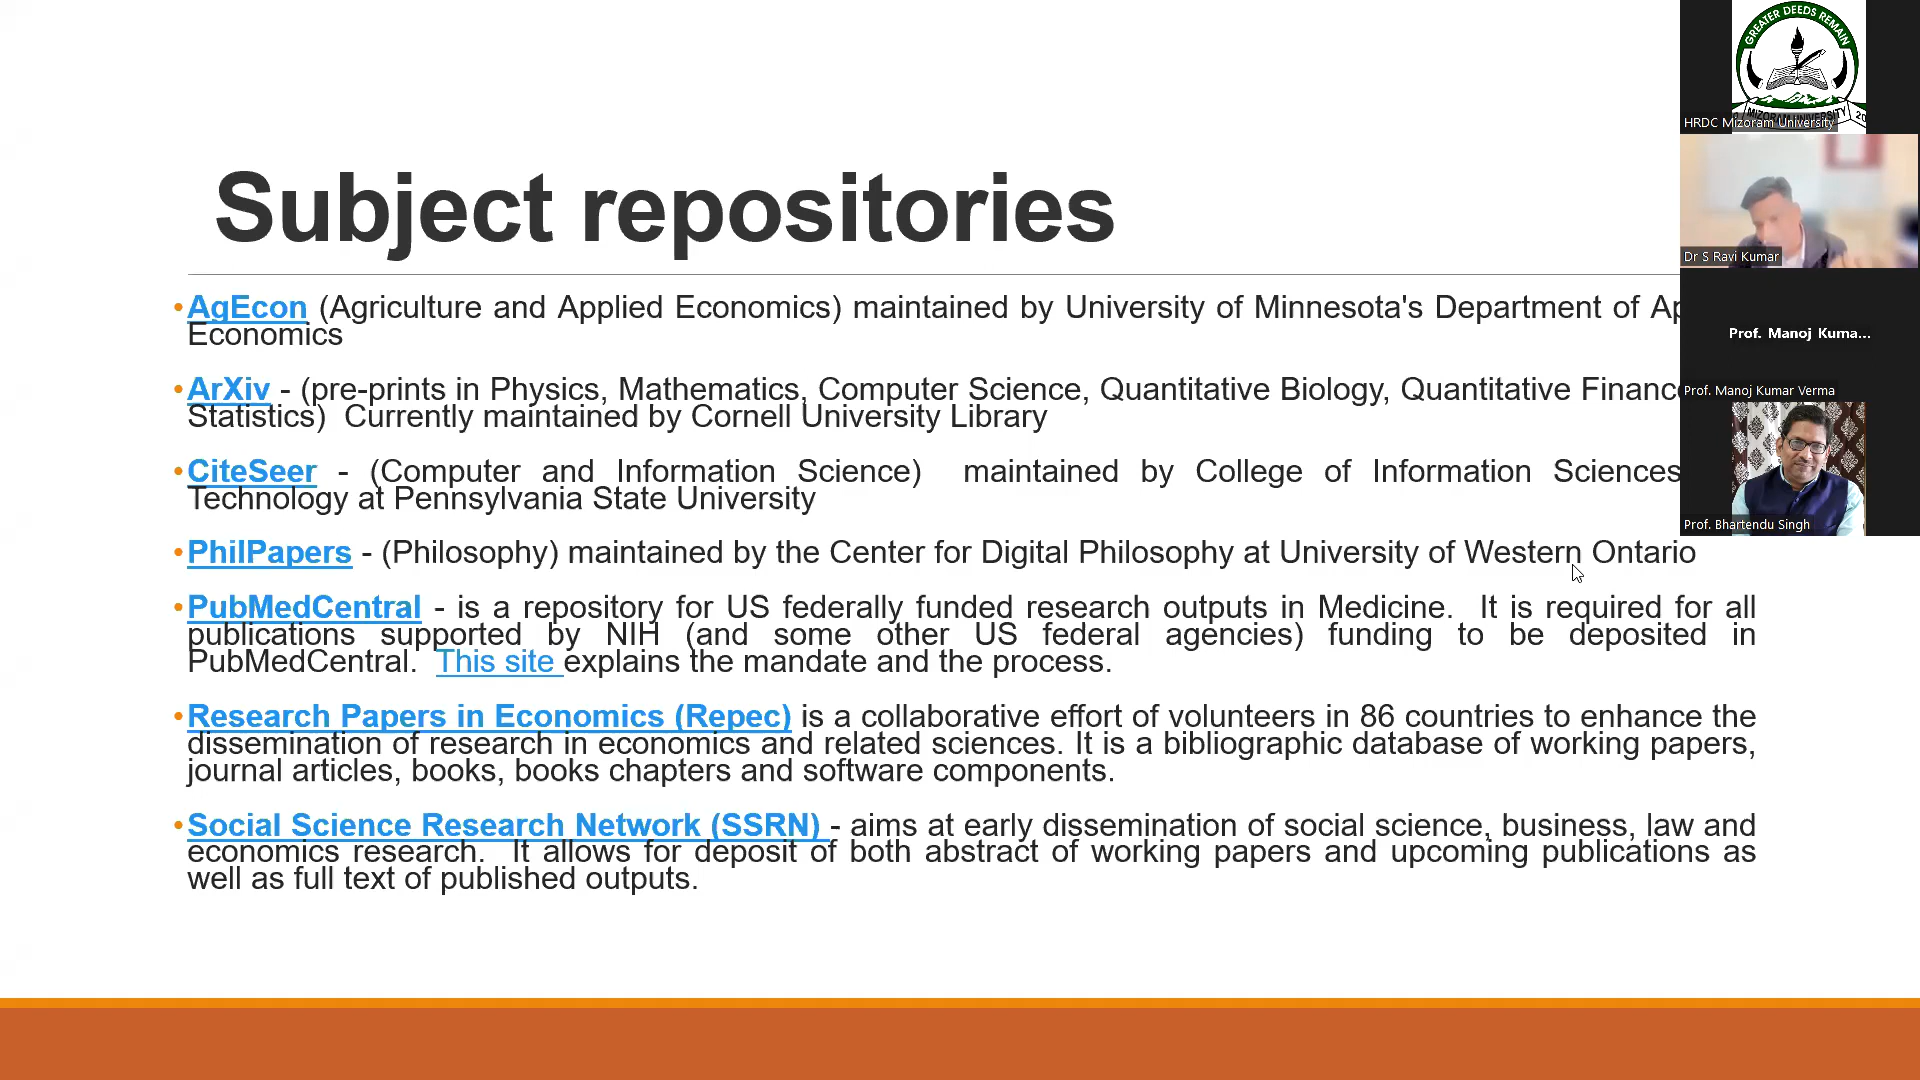 Subject repositories
•AgEcon (Agriculture and Applied Economics) maintained by University of Minnesota's Department of
Economics
•ArXiv - (pre-prints in Physics, Mathematics, Computer Science, Quantitative Biology, Quantitative Finance
Statistics) Currently maintained by Cornell University Library
•CiteSeer - (Computer and Information Science) maintained by College of Information Sciences
Technology at Pennsylvania State University
•PhilPapers - (Philosophy) maintained by the Center for Digital Philosophy at University of Western Ontario
•PubMedCentral - is a repository for US federally funded research outputs in Medicine. It is required for all
publications supported by NIH (and some other US federal agencies) funding to be deposited in
PubMedCentral. This site explains the mandate and the process.
•Research Papers in Economics (Repec) is a collaborative effort of volunteers in 86 countries to enhance the
dissemination of research in economics and related sciences. It is a bibliographic database of working papers,
journal articles, books, books chapters and software components.
•Social Science Research Network (SSRN) - aims at early dissemination of social science, business, law and
economics research. It allows for deposit of both abstract of working papers and upcoming publications as
well as full text of published outputs.
GREATER DEEDS REMAIN
MIZORAM UNIVERSITY
HRDC Mizoram University
Dr S Ravi Kumar
Prof. Manoj Kuma...
Prof. Manoj Kumar Verma
Prof. Bhartendu Singh